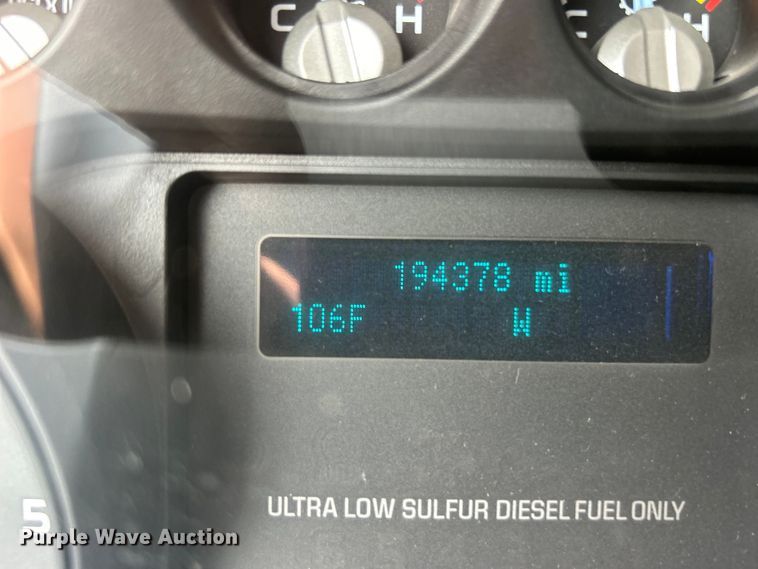 C H
C H
194378 mi
106F W
ULTRA LOW SULFUR DIESEL FUEL ONLY
5
Purple Wave Auction